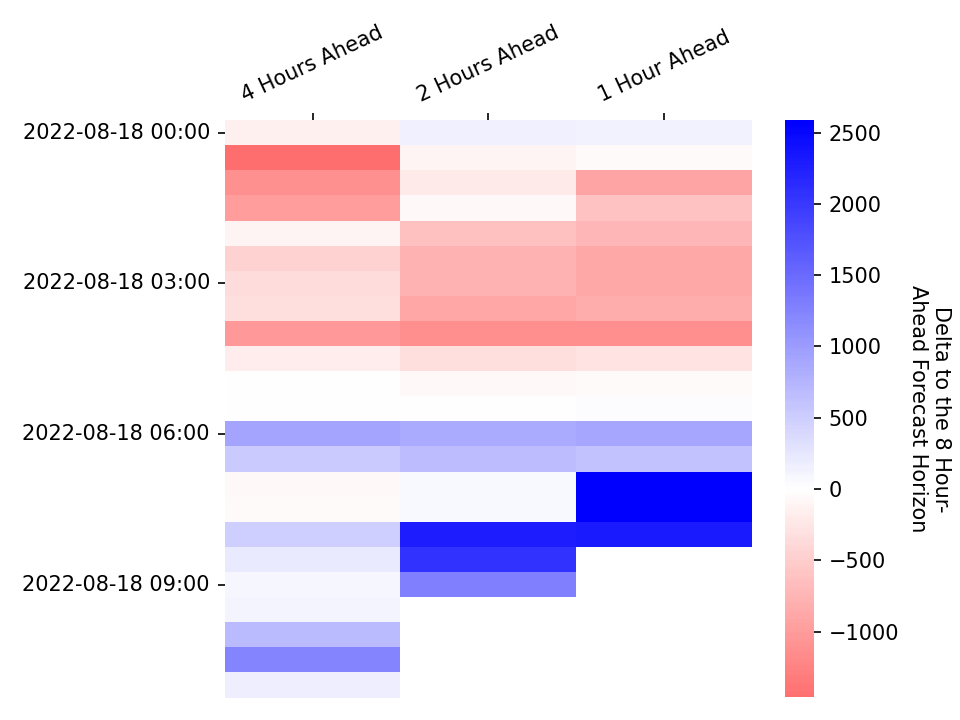 4 Hours Ahead
2 Hours Ahead
1 Hour Ahead
2022-08-18 00:00
2022-08-18 03:00
2022-08-18 06:00
2022-08-18 09:00
2500
2000
1500
1000
500
0
−500
−1000
Delta to the 8 Hour-
Ahead Forecast Horizon